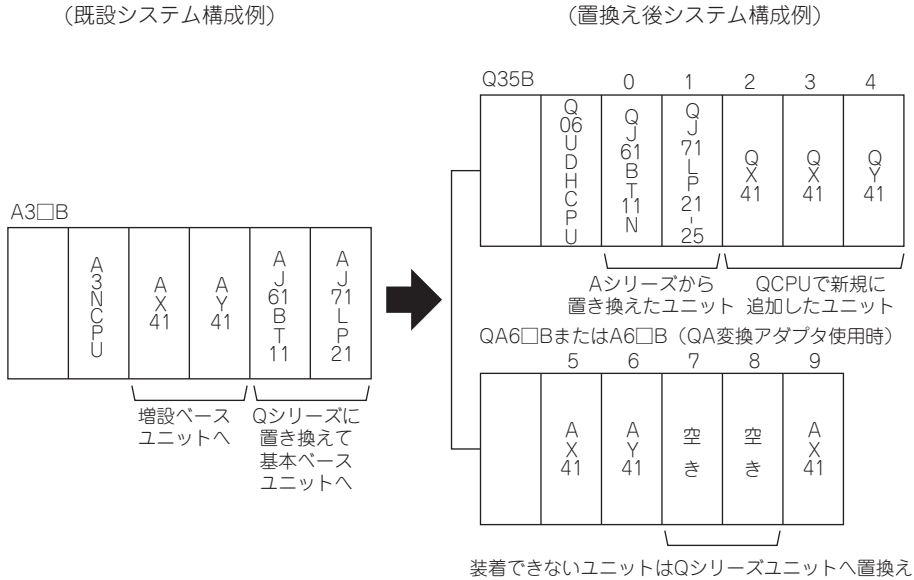 (既設システム構成例)
A3□B
A3NCPU
AX41
AY41
AJ61BT11
AJ71LP21
増設ベース
ユニットへ
Qシリーズに
置き換えて
基本ベース
ユニットへ
(置換え後システム構成例)
Q35B
0 1 2 3 4
Q06UDHCPU
QJ61BT11N
QJ71LP21-25
QX41
QX41
QY41
Aシリーズから
置き換えたユニット
QCPUで新規に
追加したユニット
QA6□BまたはA6□B(QA変換アダプタ使用時)
5 6 7 8 9
AX41
AY41
空き
空き
AX41
装着できないユニットはQシリーズユニットへ置換え